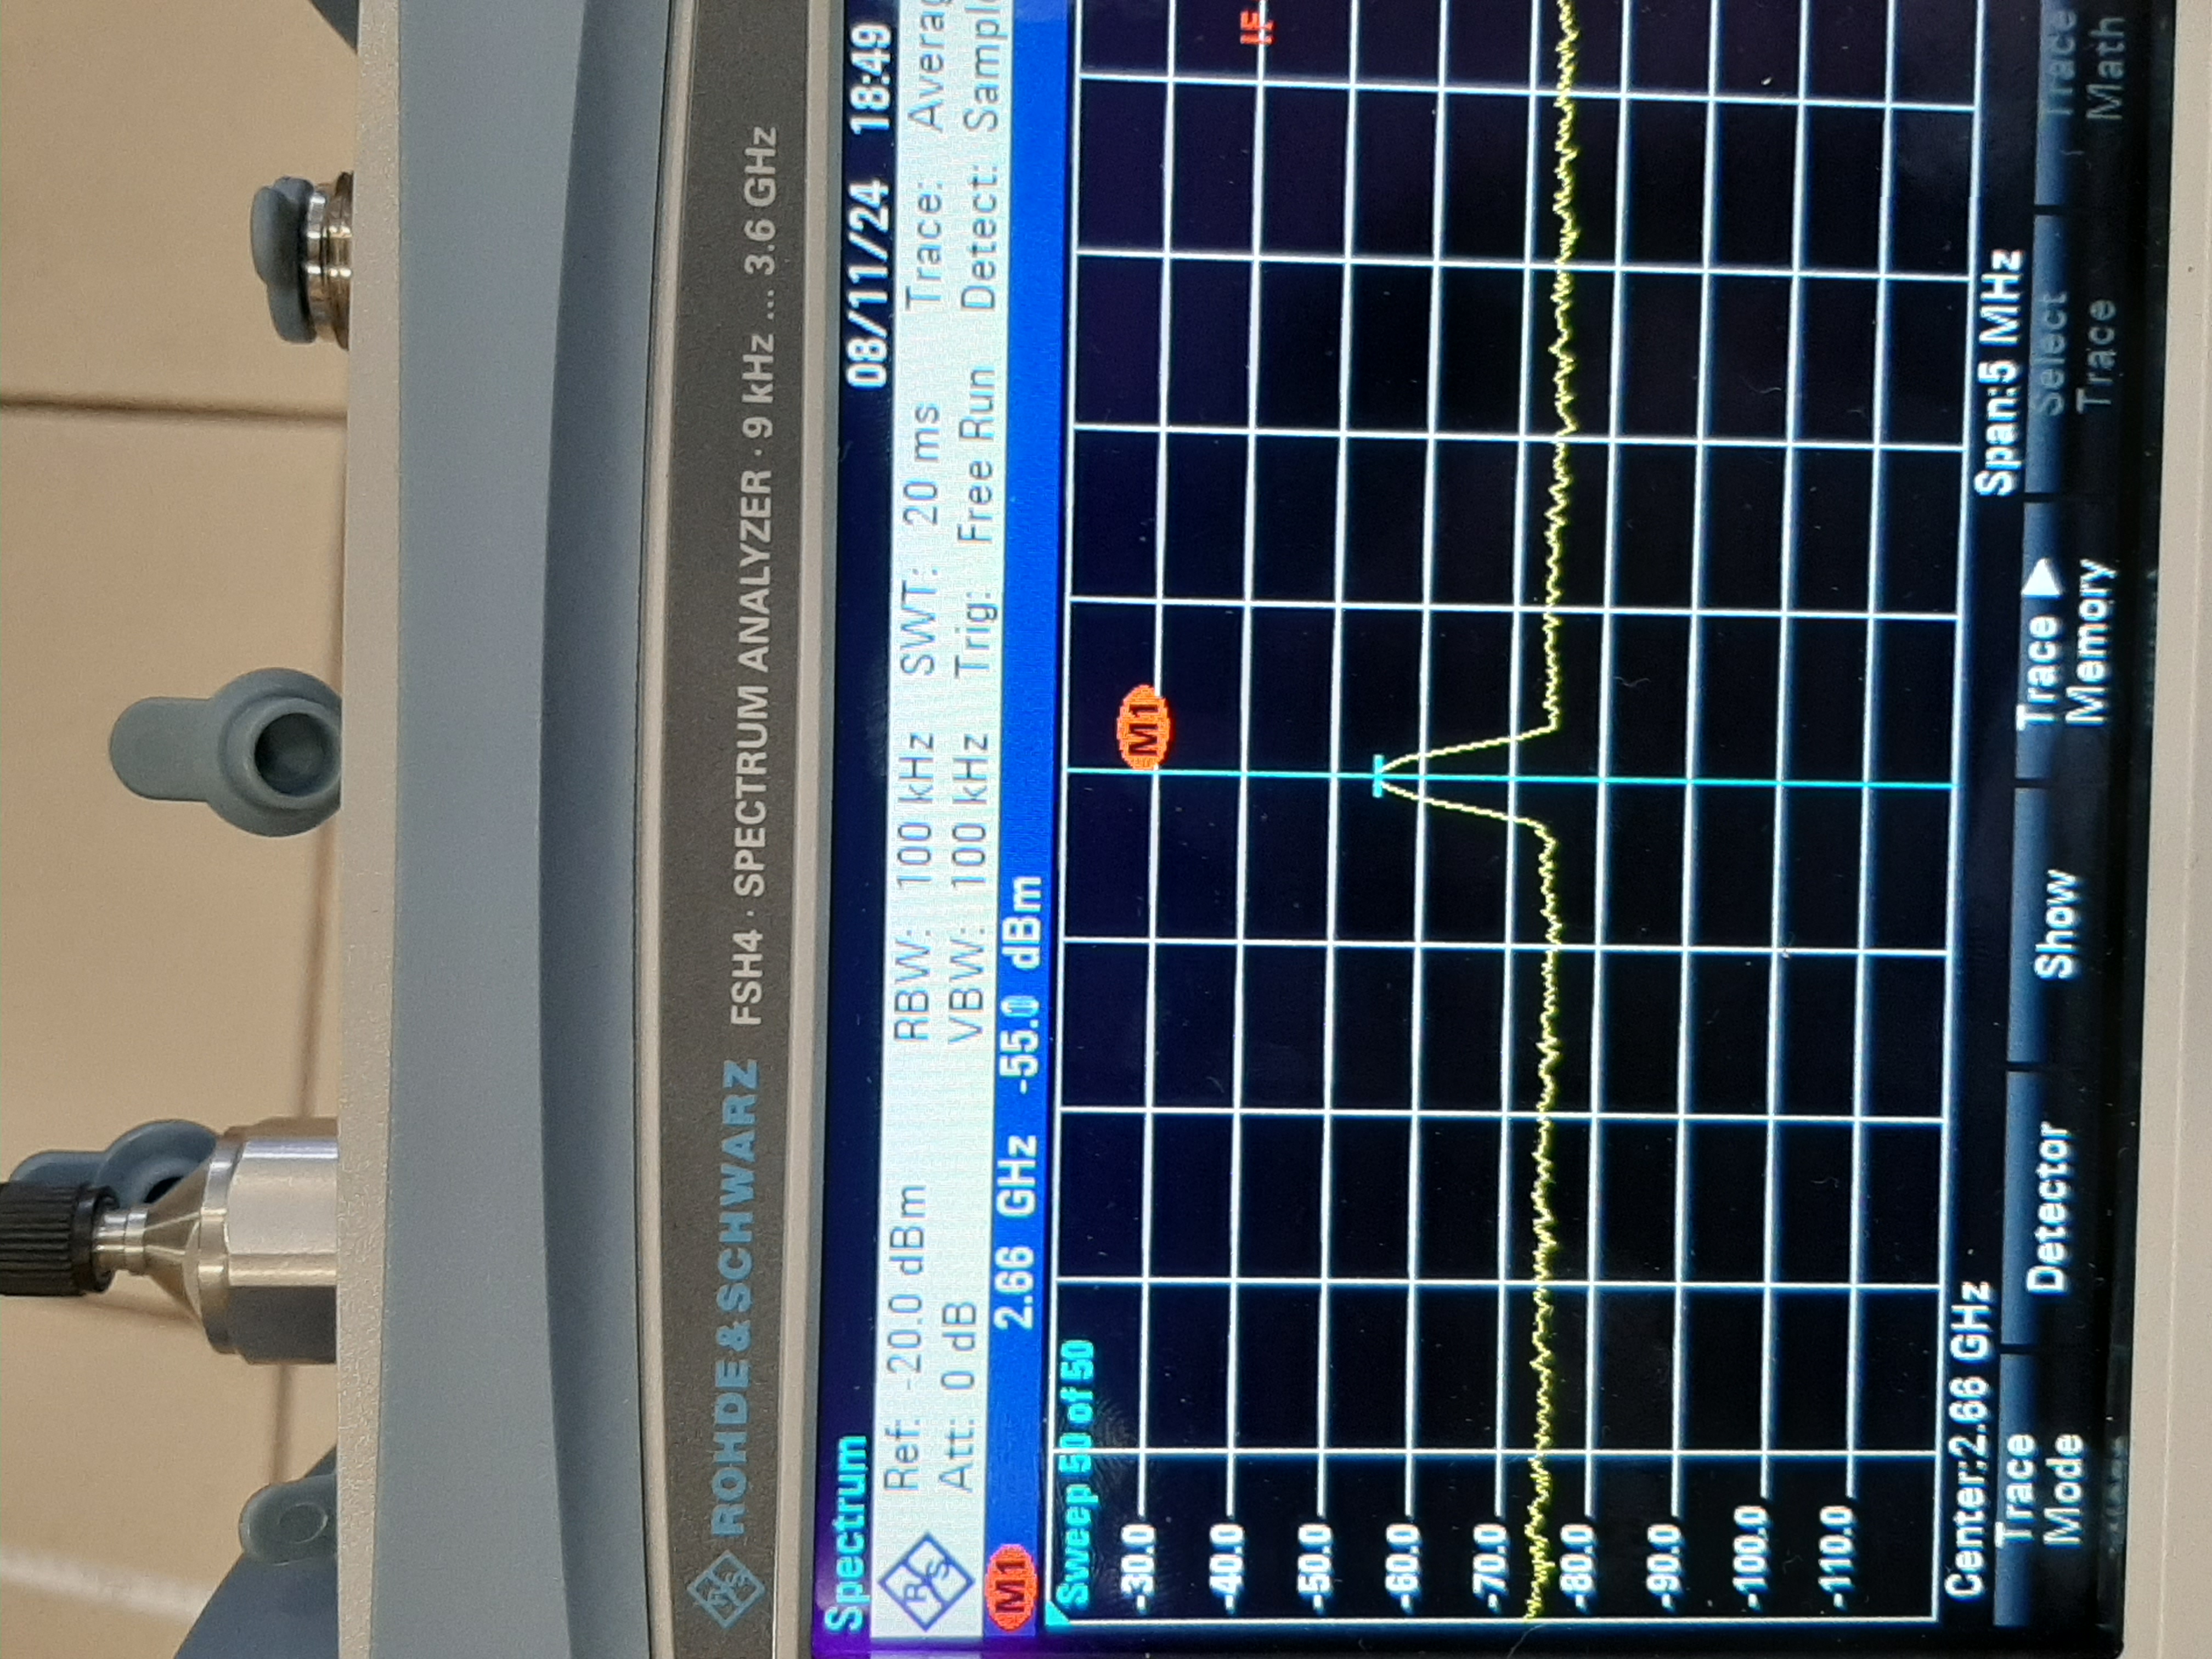 ROHDE & SCHWARZ FSH4 · SPECTRUM ANALYZER · 9 kHz ... 3.6 GHz
Spectrum 08/11/24 18:49
Ref: -20.0 dBm RBW: 100 kHz SWT: 20 ms Trace: Averag
Att: 0 dB VBW: 100 kHz Trig: Free Run Detect: Sampl
M1 2.66 GHz -55.0 dBm
Sweep 50 of 50
M1
-30.0
-40.0
IF
-50.0
-60.0
-70.0
-80.0
-90.0
-100.0
-110.0
Center:2.66 GHz Span:5 MHz
Trace Mode
Detector
Show
Trace Memory
Select Trace
Trace Math